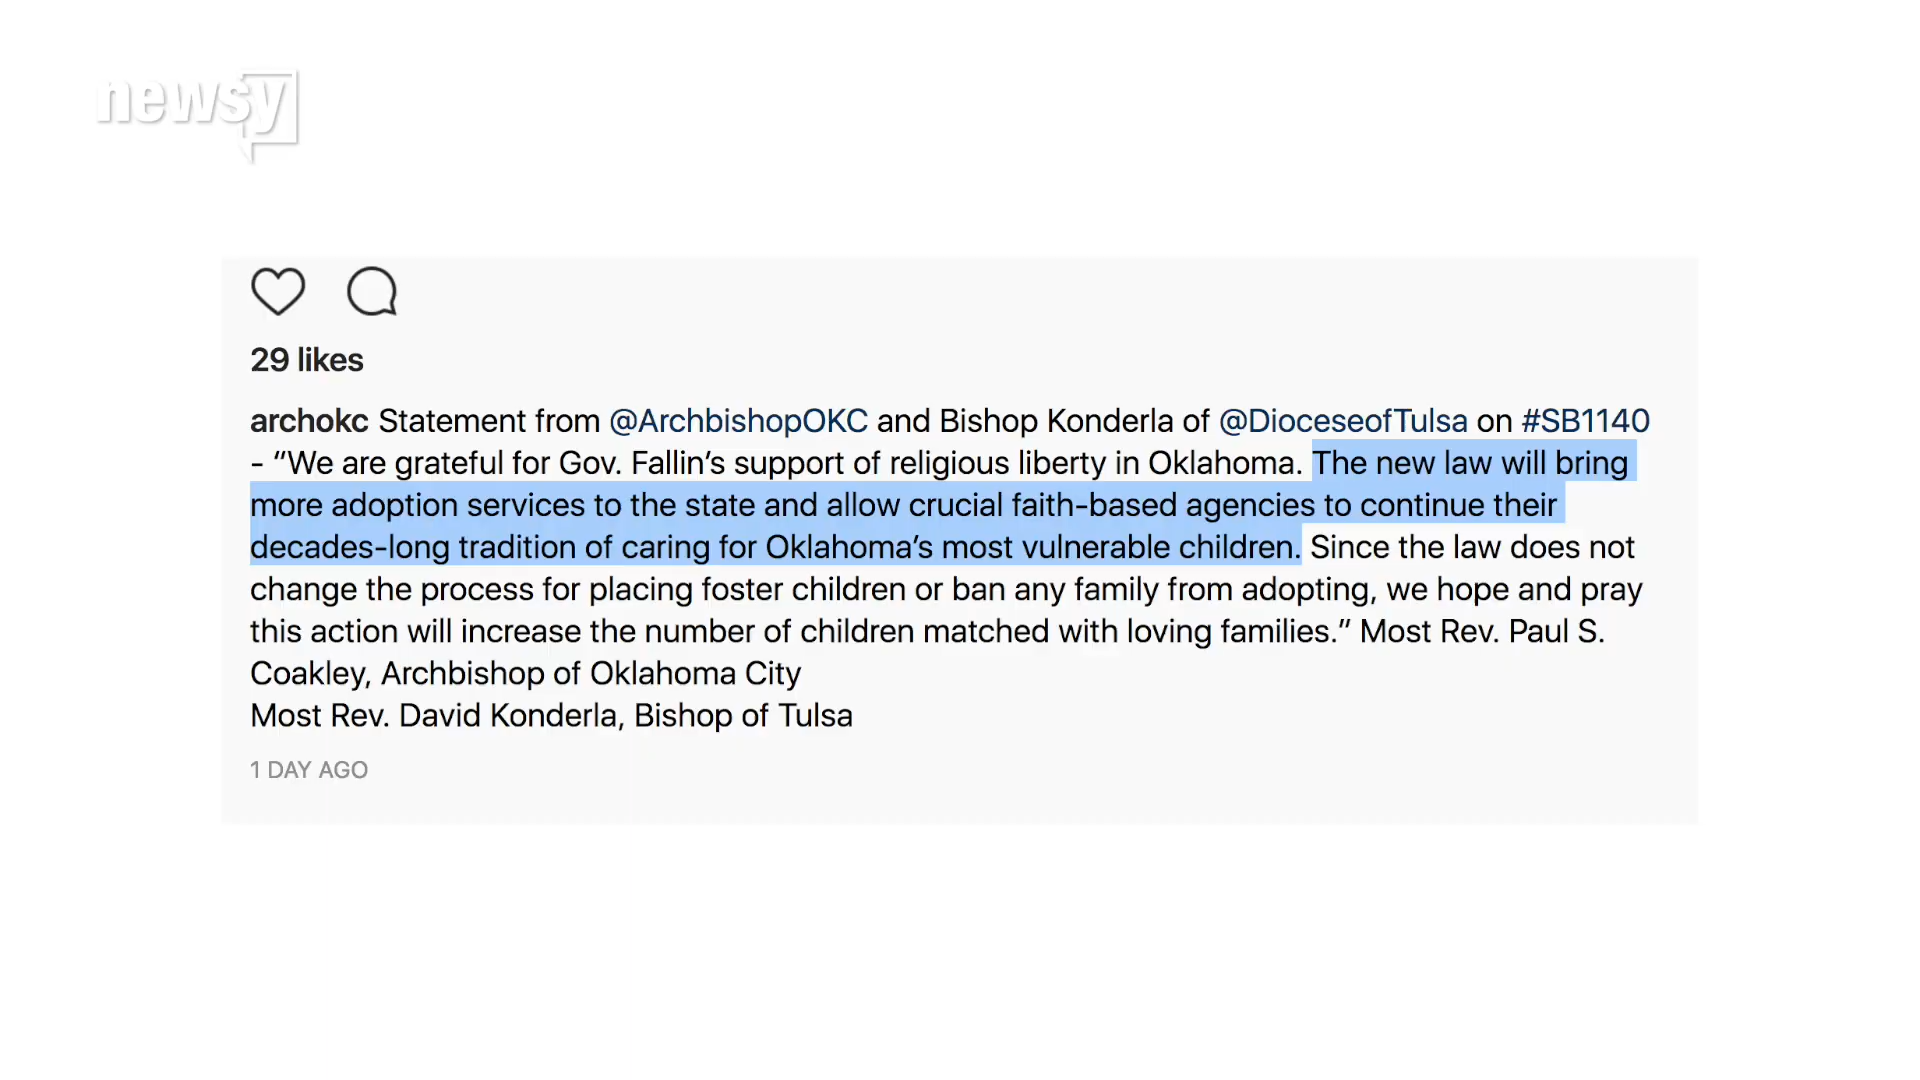 newsy
29 likes
archokc Statement from @ArchbishopOKC and Bishop Konderla of @DioceseofTulsa on #SB1140
- “We are grateful for Gov. Fallin’s support of religious liberty in Oklahoma. The new law will bring
more adoption services to the state and allow crucial faith-based agencies to continue their
decades-long tradition of caring for Oklahoma’s most vulnerable children. Since the law does not
change the process for placing foster children or ban any family from adopting, we hope and pray
this action will increase the number of children matched with loving families.” Most Rev. Paul S.
Coakley, Archbishop of Oklahoma City
Most Rev. David Konderla, Bishop of Tulsa
1 DAY AGO